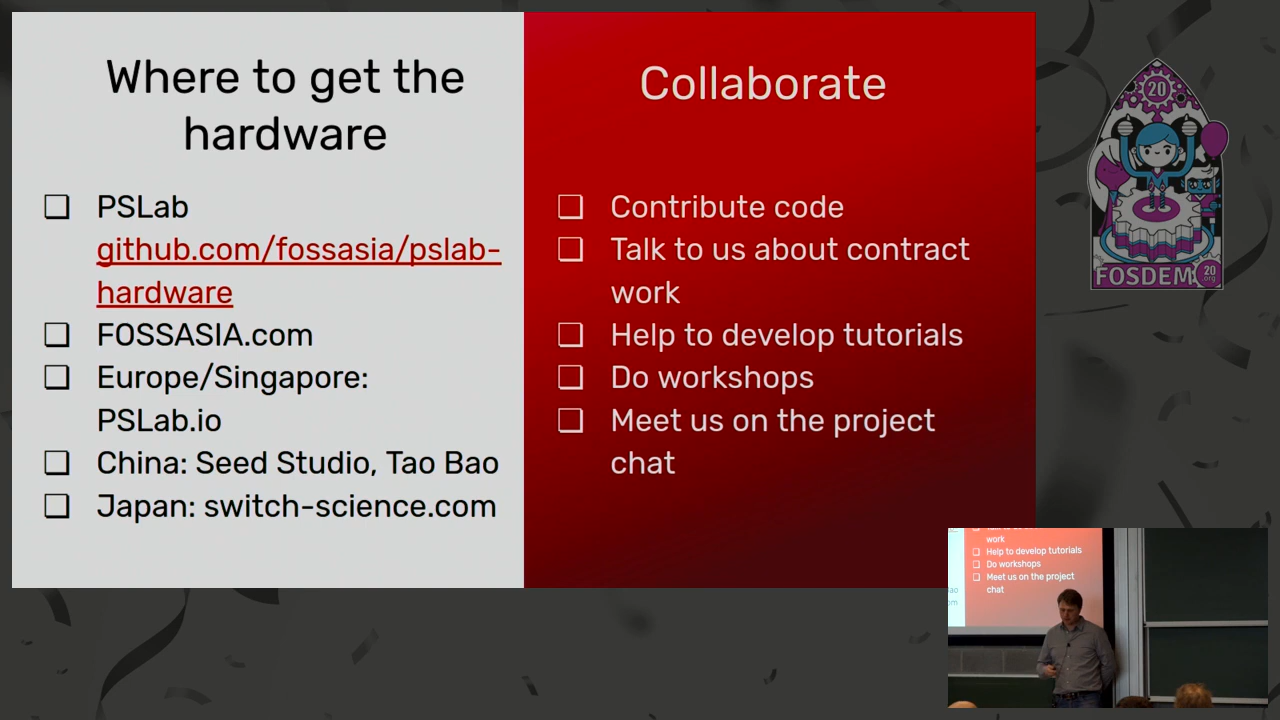 Where to get the
hardware
❏ PSLab
github.com/fossasia/pslab-
hardware
❏ FOSSASIA.com
❏ Europe/Singapore:
PSLab.io
❏ China: Seed Studio, Tao Bao
❏ Japan: switch-science.com
Collaborate
❏ Contribute code
❏ Talk to us about contract
work
❏ Help to develop tutorials
❏ Do workshops
❏ Meet us on the project
chat
20
FOSDEM
20
.org
work
❏ Help to develop tutorials
❏ Do workshops
❏ Meet us on the project
chat